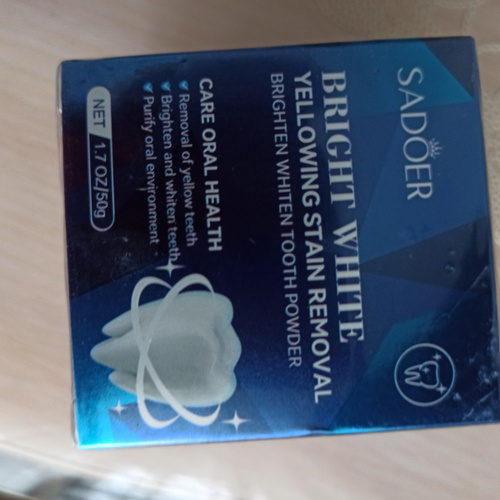 SADOER
BRIGHT WHITE
YELLOWING STAIN REMOVAL
BRIGHTEN WHITEN TOOTH POWDER
CARE ORAL HEALTH
Removal of yellow teeth
Brighten and whiten teeth
Purify oral environment
NET 1.7 OZ/50g